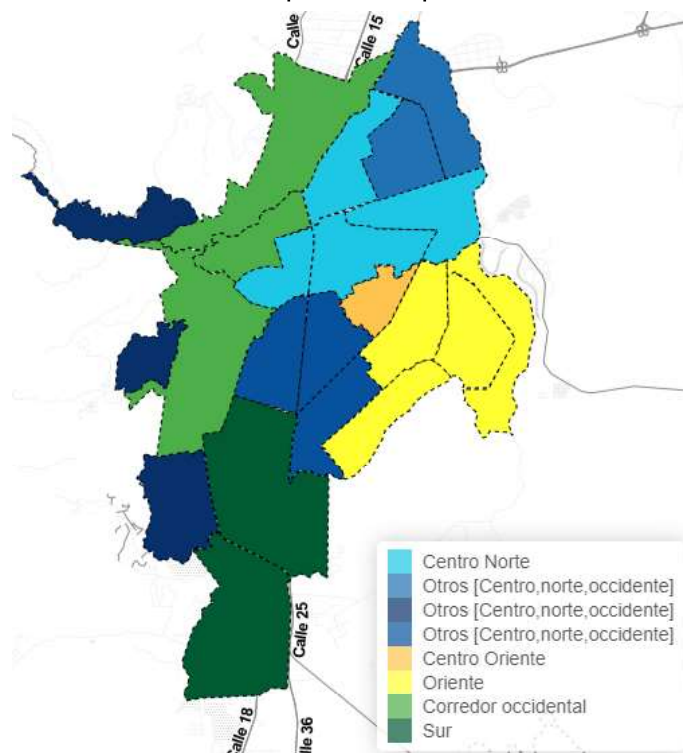 Calle
Calle 15
Centro Norte
Otros [Centro,norte,occidente]
Otros [Centro,norte,occidente]
Otros [Centro,norte,occidente]
Centro Oriente
Oriente
Corredor occidental
Sur
Calle 25
Calle 18
lle 36